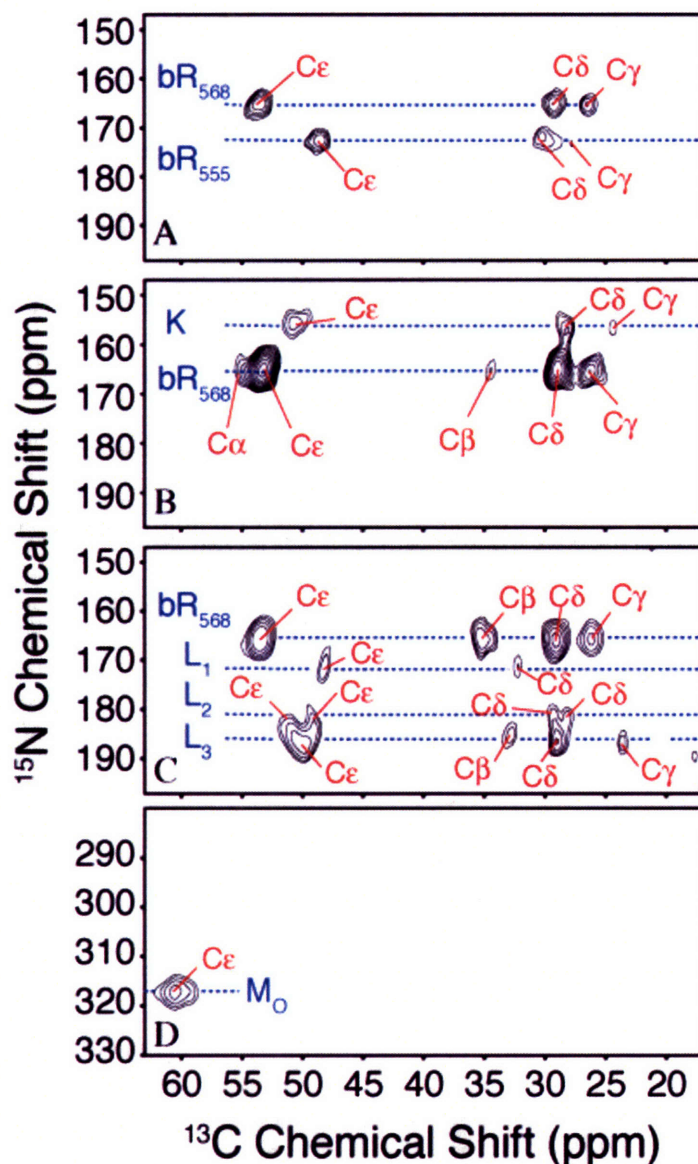 ¹⁵N Chemical Shift (ppm)
150
160
170
180
190
bR₅₆₈
bR₅₅₅
Cε
Cδ
Cγ
Cε
Cδ
Cγ
A
150
160
170
180
190
K
bR₅₆₈
Cε
Cδ
Cγ
Cα
Cε
Cβ
Cδ
Cγ
B
150
160
170
180
190
bR₅₆₈
L₁
L₂
L₃
Cε
Cβ
Cδ
Cγ
Cε
Cδ
Cε
Cε
Cδ
Cδ
Cε
Cβ
Cδ
Cγ
C
290
300
310
320
330
Cε
M₀
D
60 55 50 45 40 35 30 25 20
¹³C Chemical Shift (ppm)